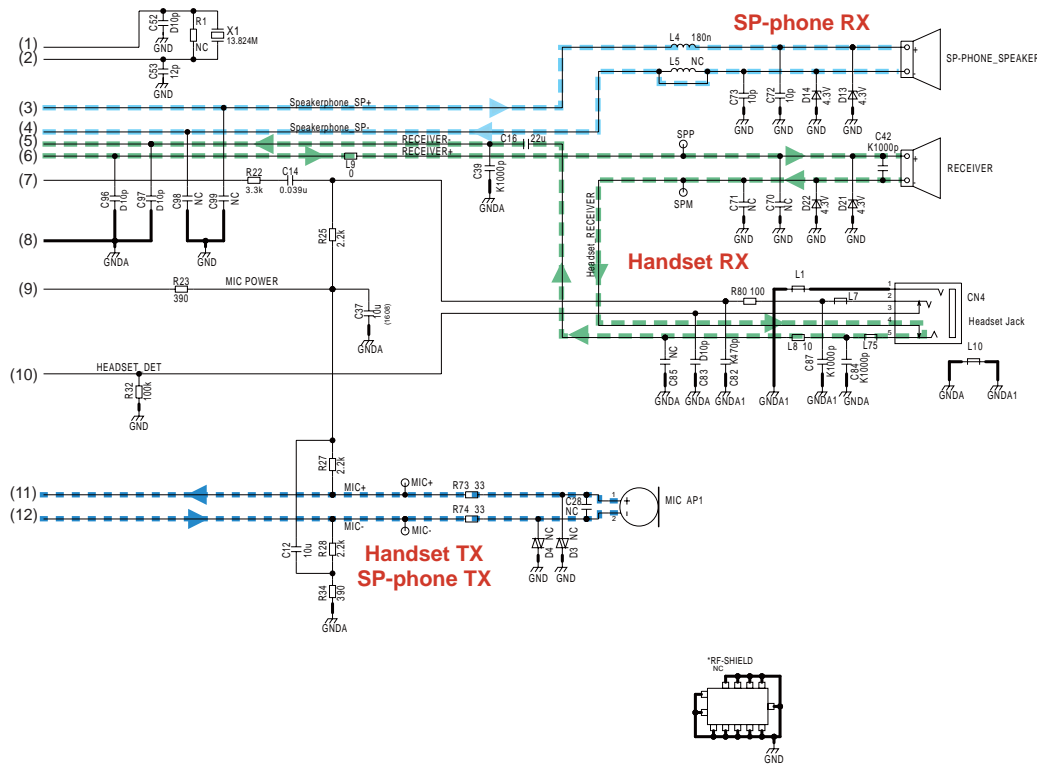 C52
D10p
GND
R1
NC
X1
13.824M
(1)
(2)
C53
12p
GND
SP-phone RX
L4 180n
L5 NC
SP-PHONE_SPEAKER
+
-
C73
10p
C72
10p
D14
4.3V
D13
4.3V
GND
GND
GND
GND
(3)
Speakerphone_SP+
(4)
Speakerphone_SP-
(5)
RECEIVER-
C16
22u
(6)
RECEIVER+
L9
0
(7)
R22
3.3k
C14
0.039u
C39
K1000p
GNDA
SPP
SPM
C42
K1000p
RECEIVER
+
-
C96
D10p
C97
D10p
C98
NC
C99
NC
C71
NC
C70
NC
D22
4.3V
D21
4.3V
GND
GND
GND
GND
(8)
GNDA
GND
R25
2.2k
Headset_RECEIVER
Handset RX
(9)
R23
390
MIC POWER
C37
10u
(1608)
GNDA
L1
R80 100
L7
1
2
3
4
5
CN4
Headset Jack
L8 10
L75
L10
GNDA
GNDA1
C85
NC
C83
D10p
C82
K470p
C87
K1000p
C84
K1000p
GNDA
GNDA
GNDA1
GNDA1
GNDA1
GNDA
(10)
HEADSET_DET
R32
100k
GND
R27
2.2k
(11)
MIC+
MIC+
R73 33
1
+
MIC AP1
C28
NC
(12)
MIC-
MIC-
R74 33
2
-
C12
10u
R28
2.2k
R34
390
GNDA
D4
NC
D3
NC
GND
GND
Handset TX
SP-phone TX
*RF-SHIELD
NC
GND